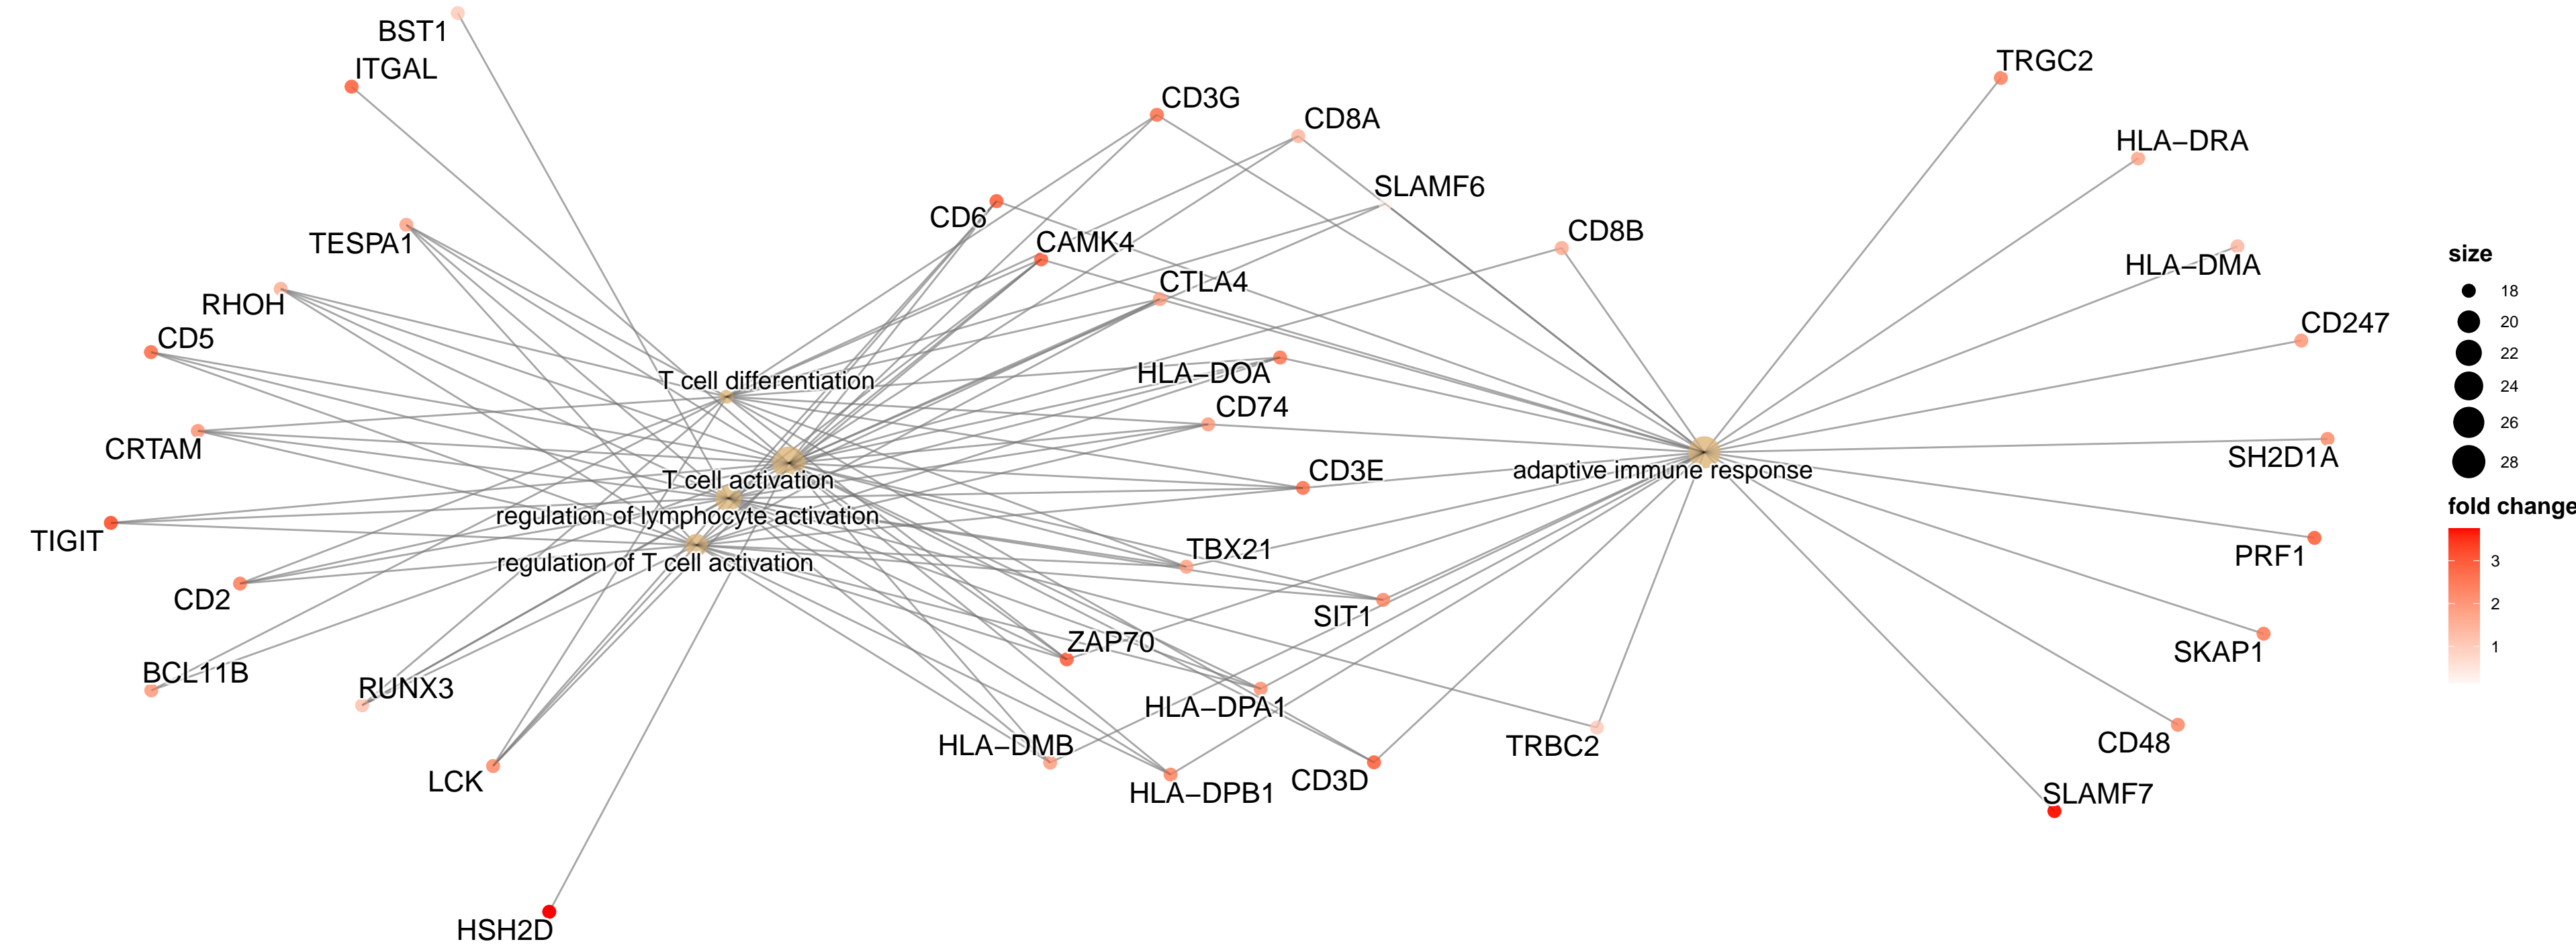 BST1
ITGAL
TRGC2
CD3G
CD8A
HLA−DRA
SLAMF6
CD6
CD8B
TESPA1
CAMK4
HLA−DMA
CTLA4
RHOH
CD247
CD5
HLA−DOA
T cell differentiation
CD74
CRTAM
SH2D1A
adaptive immune response
CD3E
T cell activation
regulation of lymphocyte activation
TIGIT
TBX21
PRF1
regulation of T cell activation
CD2
SIT1
ZAP70
SKAP1
BCL11B
RUNX3
HLA−DPA1
HLA−DMB
TRBC2
CD48
LCK
HLA−DPB1
CD3D
SLAMF7
HSH2D
size
18
20
22
24
26
28
fold change
3
2
1